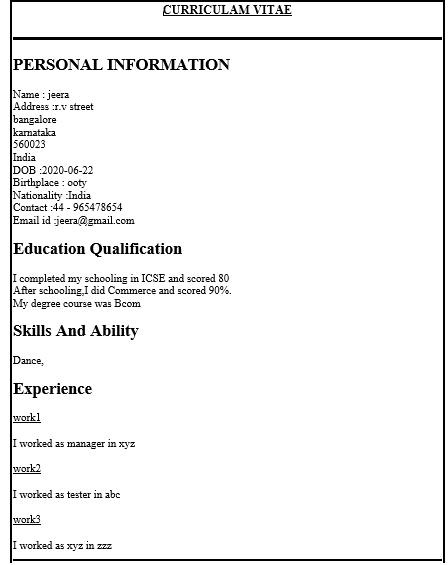 CURRICULAM VITAE
PERSONAL INFORMATION
Name : jeera
Address :r.v street
bangalore
karnataka
560023
India
DOB :2020-06-22
Birthplace : ooty
Nationality :India
Contact :44 - 965478654
Email id :jeera@gmail.com
Education Qualification
I completed my schooling in ICSE and scored 80
After schooling,I did Commerce and scored 90%.
My degree course was Bcom
Skills And Ability
Dance,
Experience
work1
I worked as manager in xyz
work2
I worked as tester in abc
work3
I worked as xyz in zzz